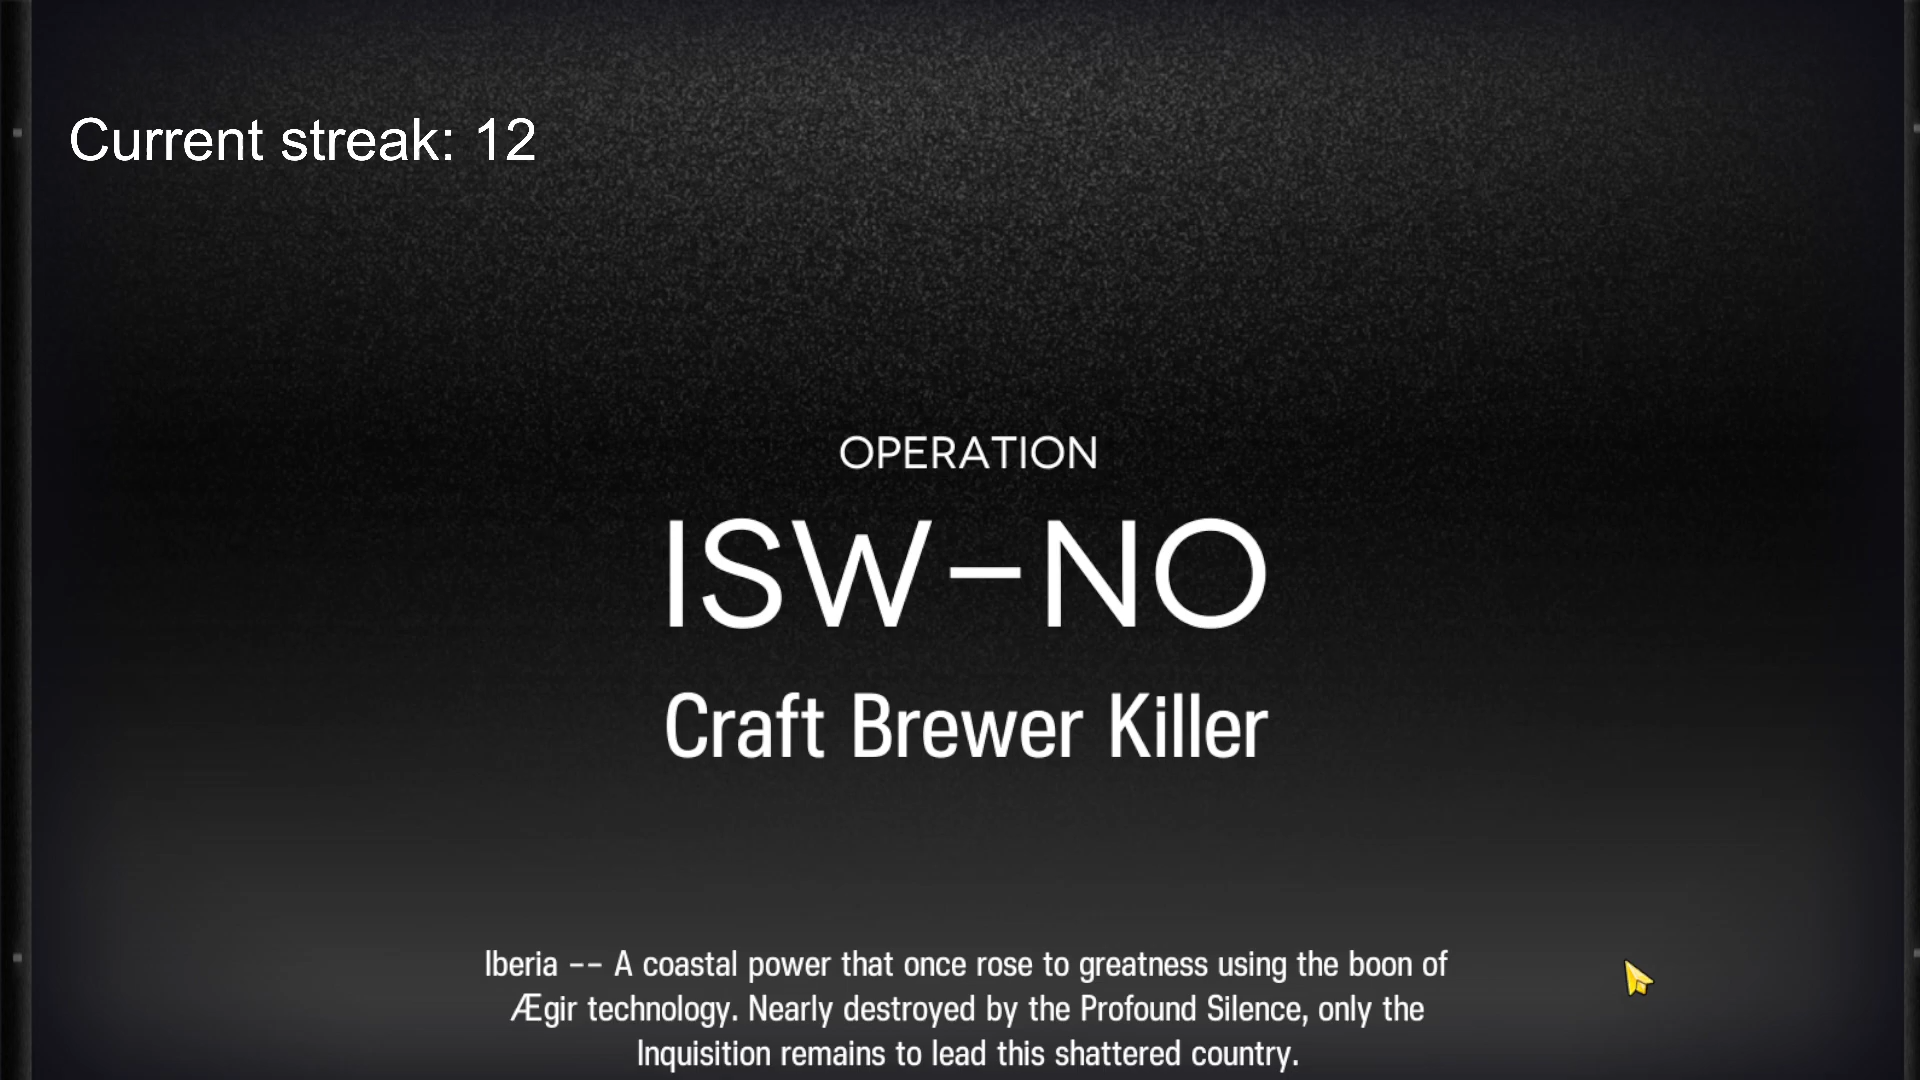 Current streak: 12
OPERATION
ISW-NO
Craft Brewer Killer
Iberia -- A coastal power that once rose to greatness using the boon of
Ægir technology. Nearly destroyed by the Profound Silence, only the
Inquisition remains to lead this shattered country.